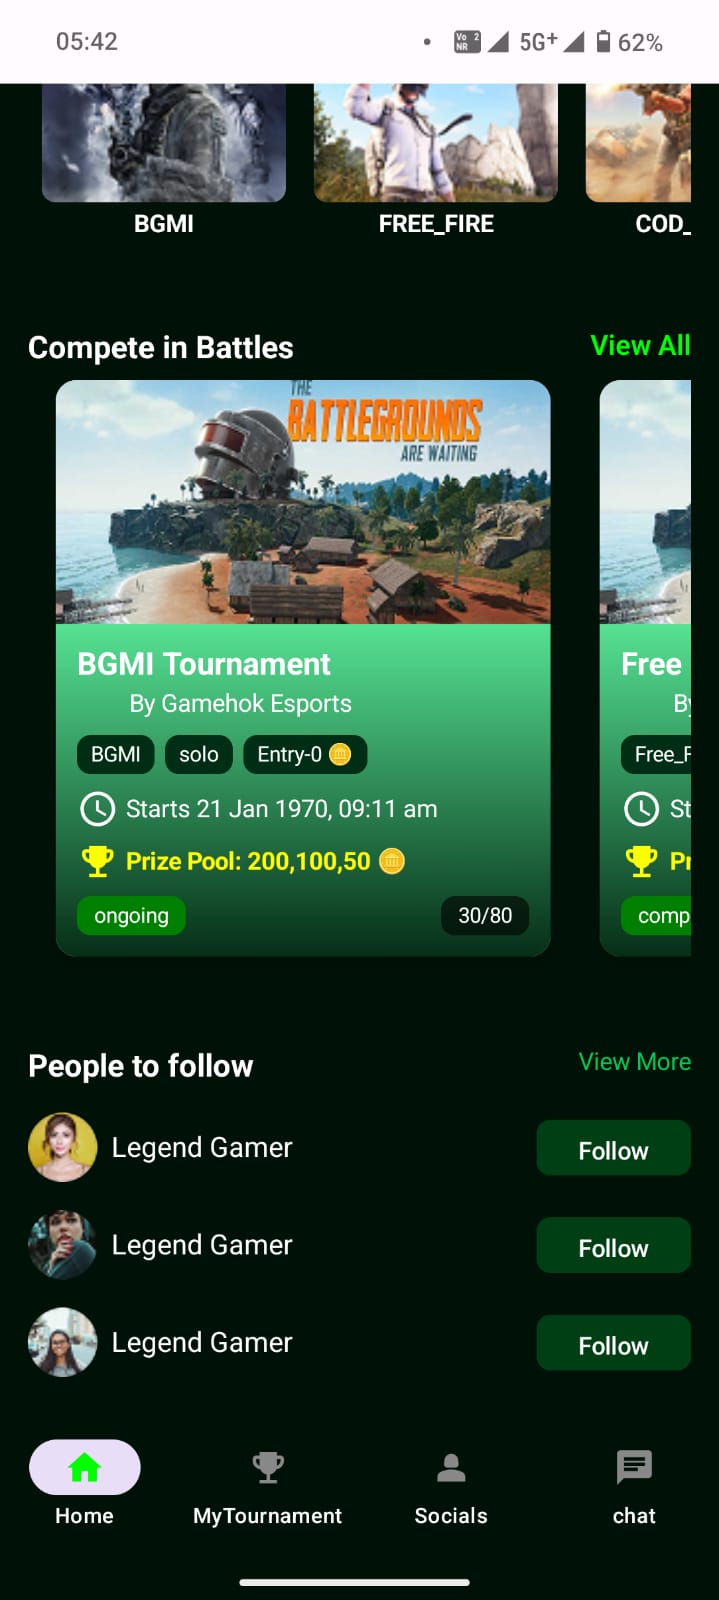 05:42
Vo 2
NR
5G+
62%
BGMI
FREE_FIRE
COD_
Compete in Battles
View All
THE
BATTLEGROUNDS
ARE WAITING
BGMI Tournament
By Gamehok Esports
BGMI
solo
Entry-0
Starts 21 Jan 1970, 09:11 am
Prize Pool: 200,100,50
ongoing
30/80
Free
By
Free_F
St
Pr
comp
People to follow
View More
Legend Gamer
Follow
Legend Gamer
Follow
Legend Gamer
Follow
Home
MyTournament
Socials
chat